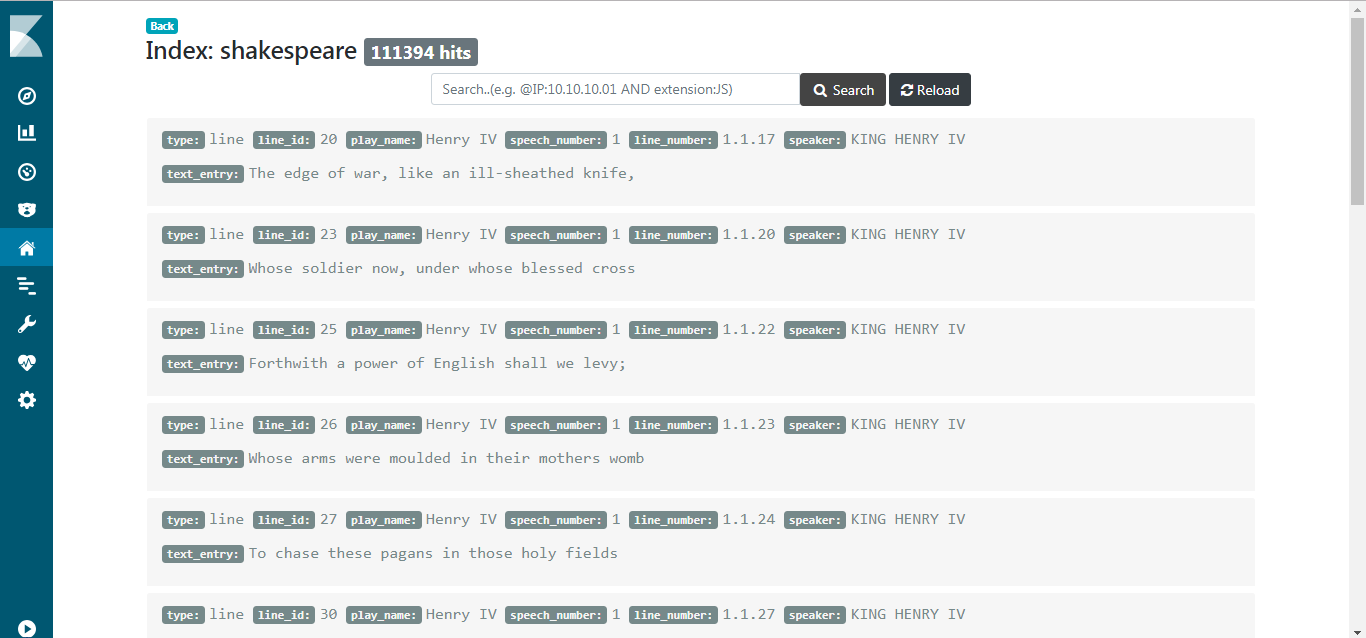 Back
Index: shakespeare 111394 hits
Search..(e.g. @IP:10.10.10.01 AND extension:JS) Search Reload
type: line line_id: 20 play_name: Henry IV speech_number: 1 line_number: 1.1.17 speaker: KING HENRY IV
text_entry: The edge of war, like an ill-sheathed knife,
type: line line_id: 23 play_name: Henry IV speech_number: 1 line_number: 1.1.20 speaker: KING HENRY IV
text_entry: Whose soldier now, under whose blessed cross
type: line line_id: 25 play_name: Henry IV speech_number: 1 line_number: 1.1.22 speaker: KING HENRY IV
text_entry: Forthwith a power of English shall we levy;
type: line line_id: 26 play_name: Henry IV speech_number: 1 line_number: 1.1.23 speaker: KING HENRY IV
text_entry: Whose arms were moulded in their mothers womb
type: line line_id: 27 play_name: Henry IV speech_number: 1 line_number: 1.1.24 speaker: KING HENRY IV
text_entry: To chase these pagans in those holy fields
type: line line_id: 30 play_name: Henry IV speech_number: 1 line_number: 1.1.27 speaker: KING HENRY IV